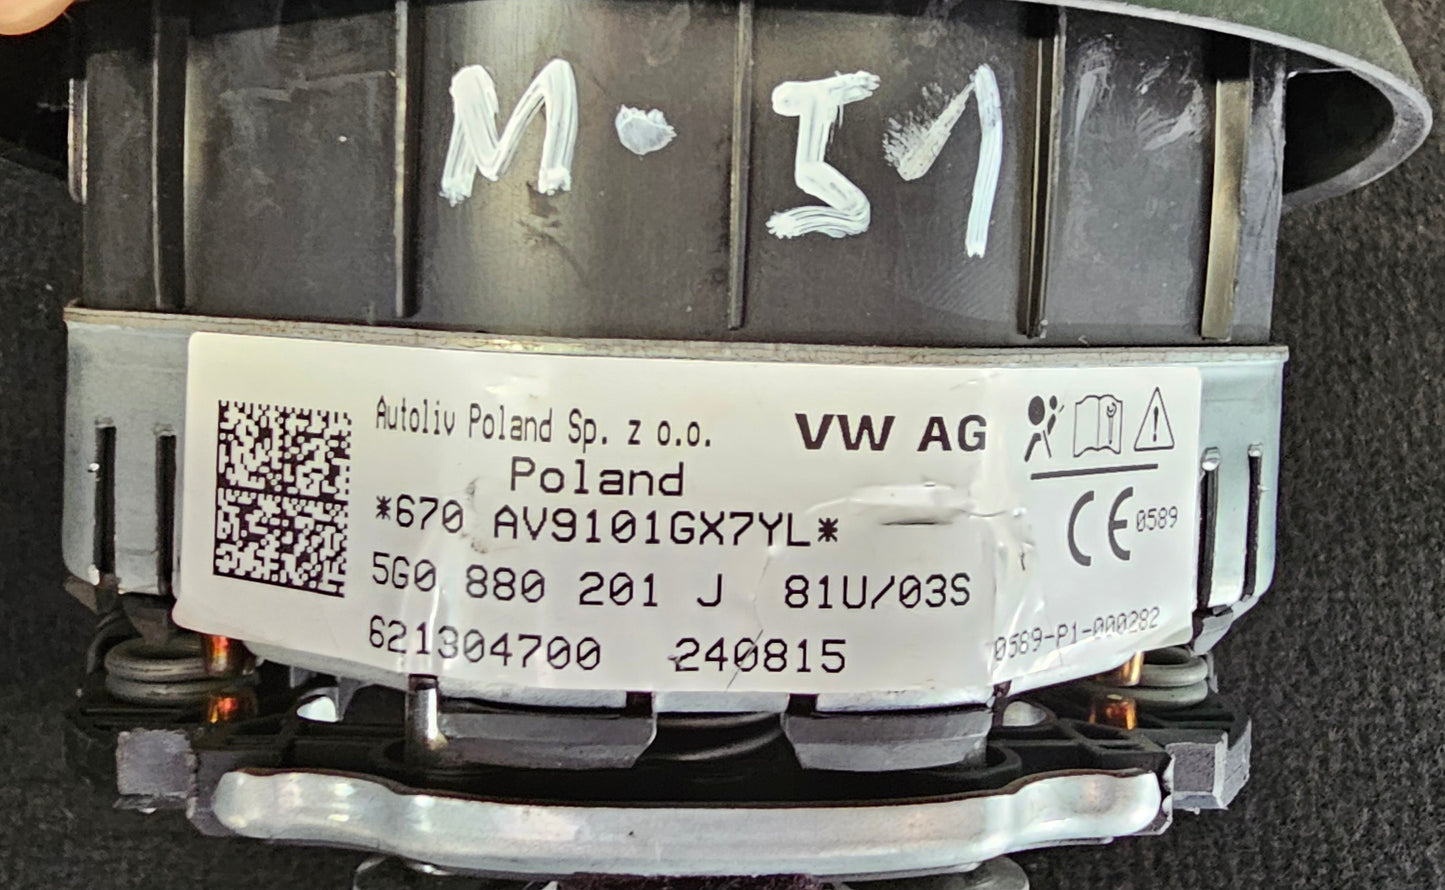 M. 51
Autoliv Poland Sp. z o.o.
VW AG
Poland
*670 AV9101GX7YL*
CE 0589
5G0 880 201 J 81U/03S
621304700 240815
0589-P1-000282